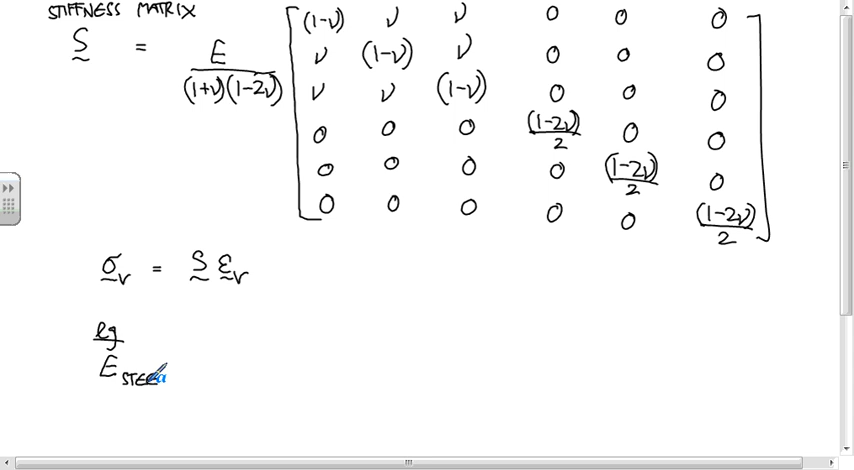 STIFFNESS MATRIX
S = E / (1+ν)(1-2ν) [ (1-ν) ν ν 0 0 0
ν (1-ν) ν 0 0 0
ν ν (1-ν) 0 0 0
0 0 0 (1-2ν)/2 0 0
0 0 0 0 (1-2ν)/2 0
0 0 0 0 0 (1-2ν)/2 ]
σv = S εv
eg
E STEE